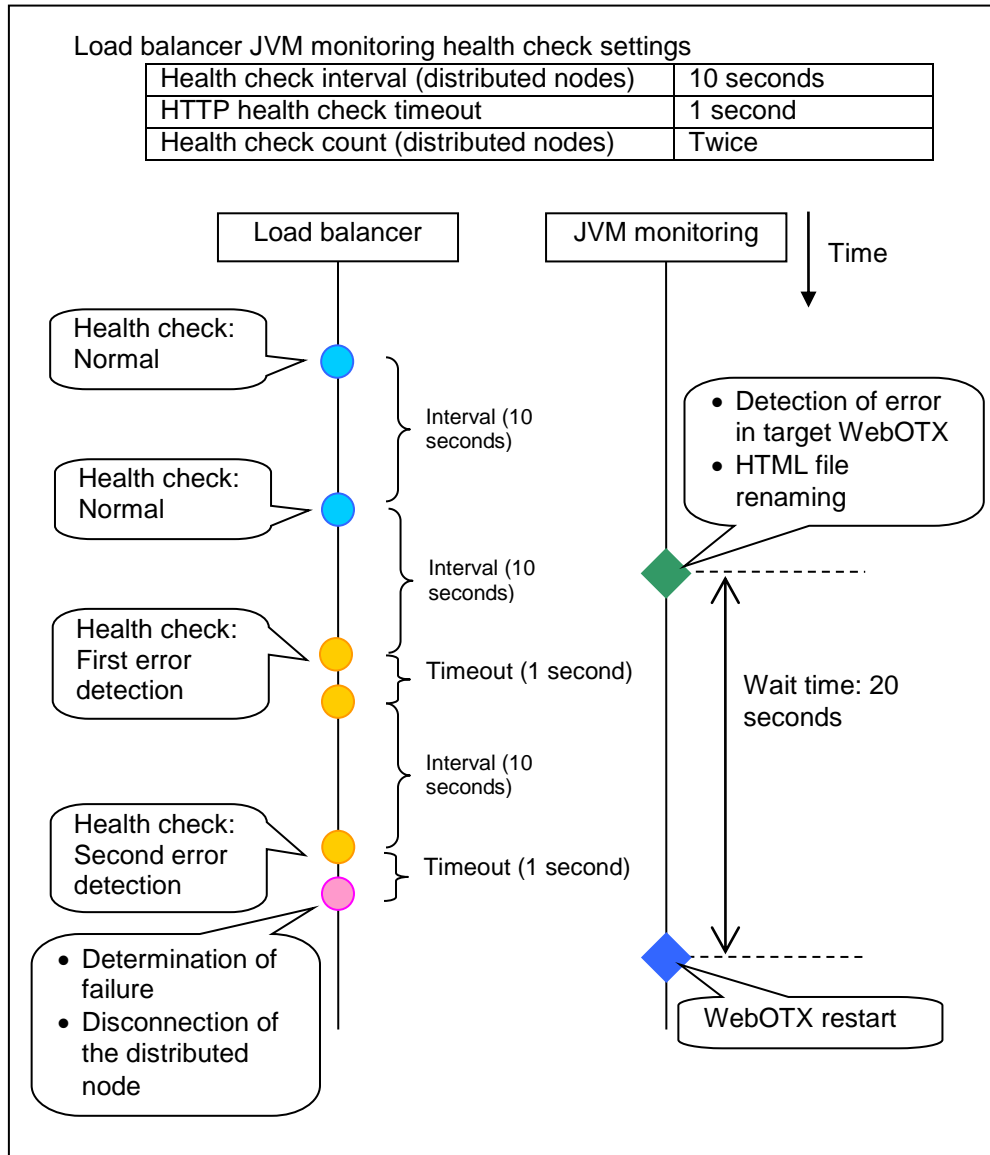 Load balancer JVM monitoring health check settings
Health check interval (distributed nodes) 10 seconds
HTTP health check timeout 1 second
Health check count (distributed nodes) Twice
Load balancer
JVM monitoring
Time
Health check:
Normal
Interval (10
seconds)
• Detection of error
in target WebOTX
• HTML file
renaming
Health check:
Normal
Interval (10
seconds)
Health check:
First error
detection
Timeout (1 second)
Wait time: 20
seconds
Interval (10
seconds)
Health check:
Second error
detection
Timeout (1 second)
• Determination of
failure
• Disconnection of
the distributed
node
WebOTX restart